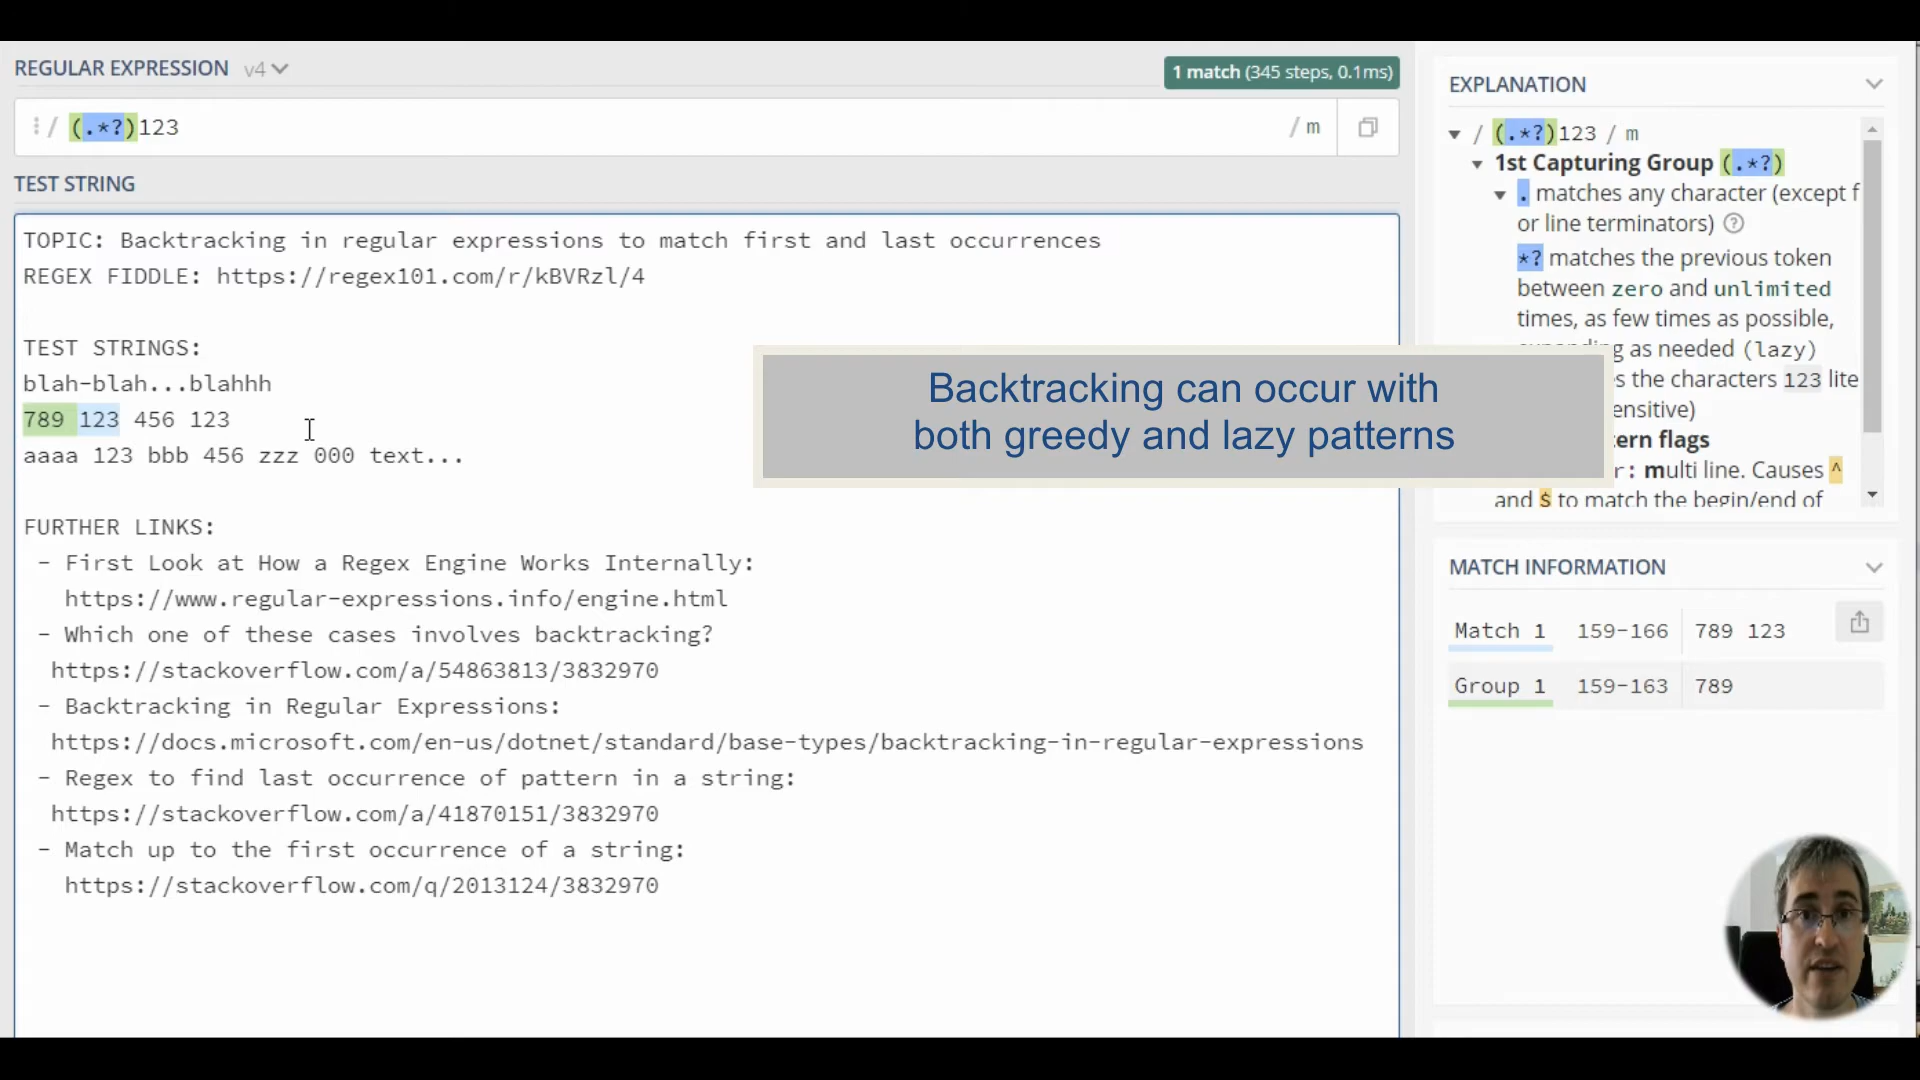 REGULAR EXPRESSION v4
1 match (345 steps, 0.1ms)
/ (.*?)123 / m
TEST STRING
TOPIC: Backtracking in regular expressions to match first and last occurrences
REGEX FIDDLE: https://regex101.com/r/kBVRzl/4
TEST STRINGS:
blah-blah...blahhh
789 123 456 123
aaaa 123 bbb 456 zzz 000 text...
FURTHER LINKS:
- First Look at How a Regex Engine Works Internally:
https://www.regular-expressions.info/engine.html
- Which one of these cases involves backtracking?
https://stackoverflow.com/a/54863813/3832970
- Backtracking in Regular Expressions:
https://docs.microsoft.com/en-us/dotnet/standard/base-types/backtracking-in-regular-expressions
- Regex to find last occurrence of pattern in a string:
https://stackoverflow.com/a/41870151/3832970
- Match up to the first occurrence of a string:
https://stackoverflow.com/q/2013124/3832970
Backtracking can occur with
both greedy and lazy patterns
EXPLANATION
/ (.*?)123 / m
1st Capturing Group (.*?)
. matches any character (except f
or line terminators) ?
*? matches the previous token
between zero and unlimited
times, as few times as possible,
as needed (lazy)
the characters 123 lite
flags
multi line. Causes ^
and $ to match the begin/end of
MATCH INFORMATION
Match 1 159-166 789 123
Group 1 159-163 789